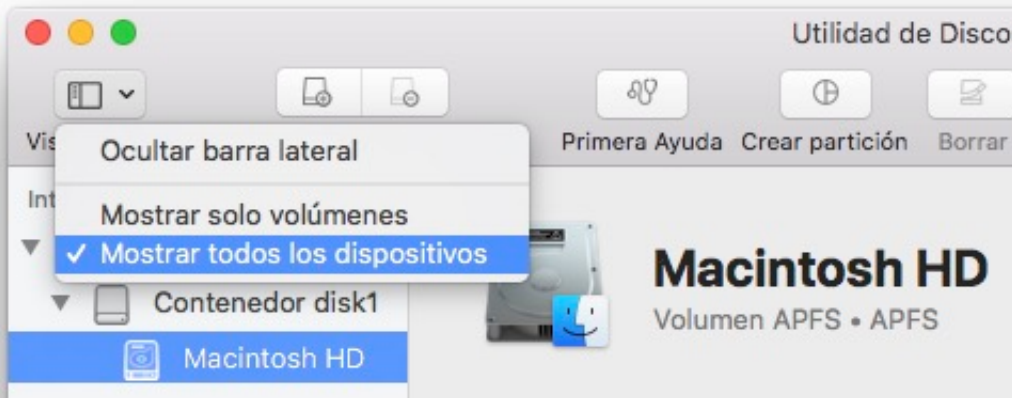 Utilidad de Disco
Vis
Primera Ayuda
Crear partición
Borrar
Ocultar barra lateral
Int
Mostrar solo volúmenes
✓ Mostrar todos los dispositivos
Contenedor disk1
Macintosh HD
Macintosh HD
Volumen APFS • APFS